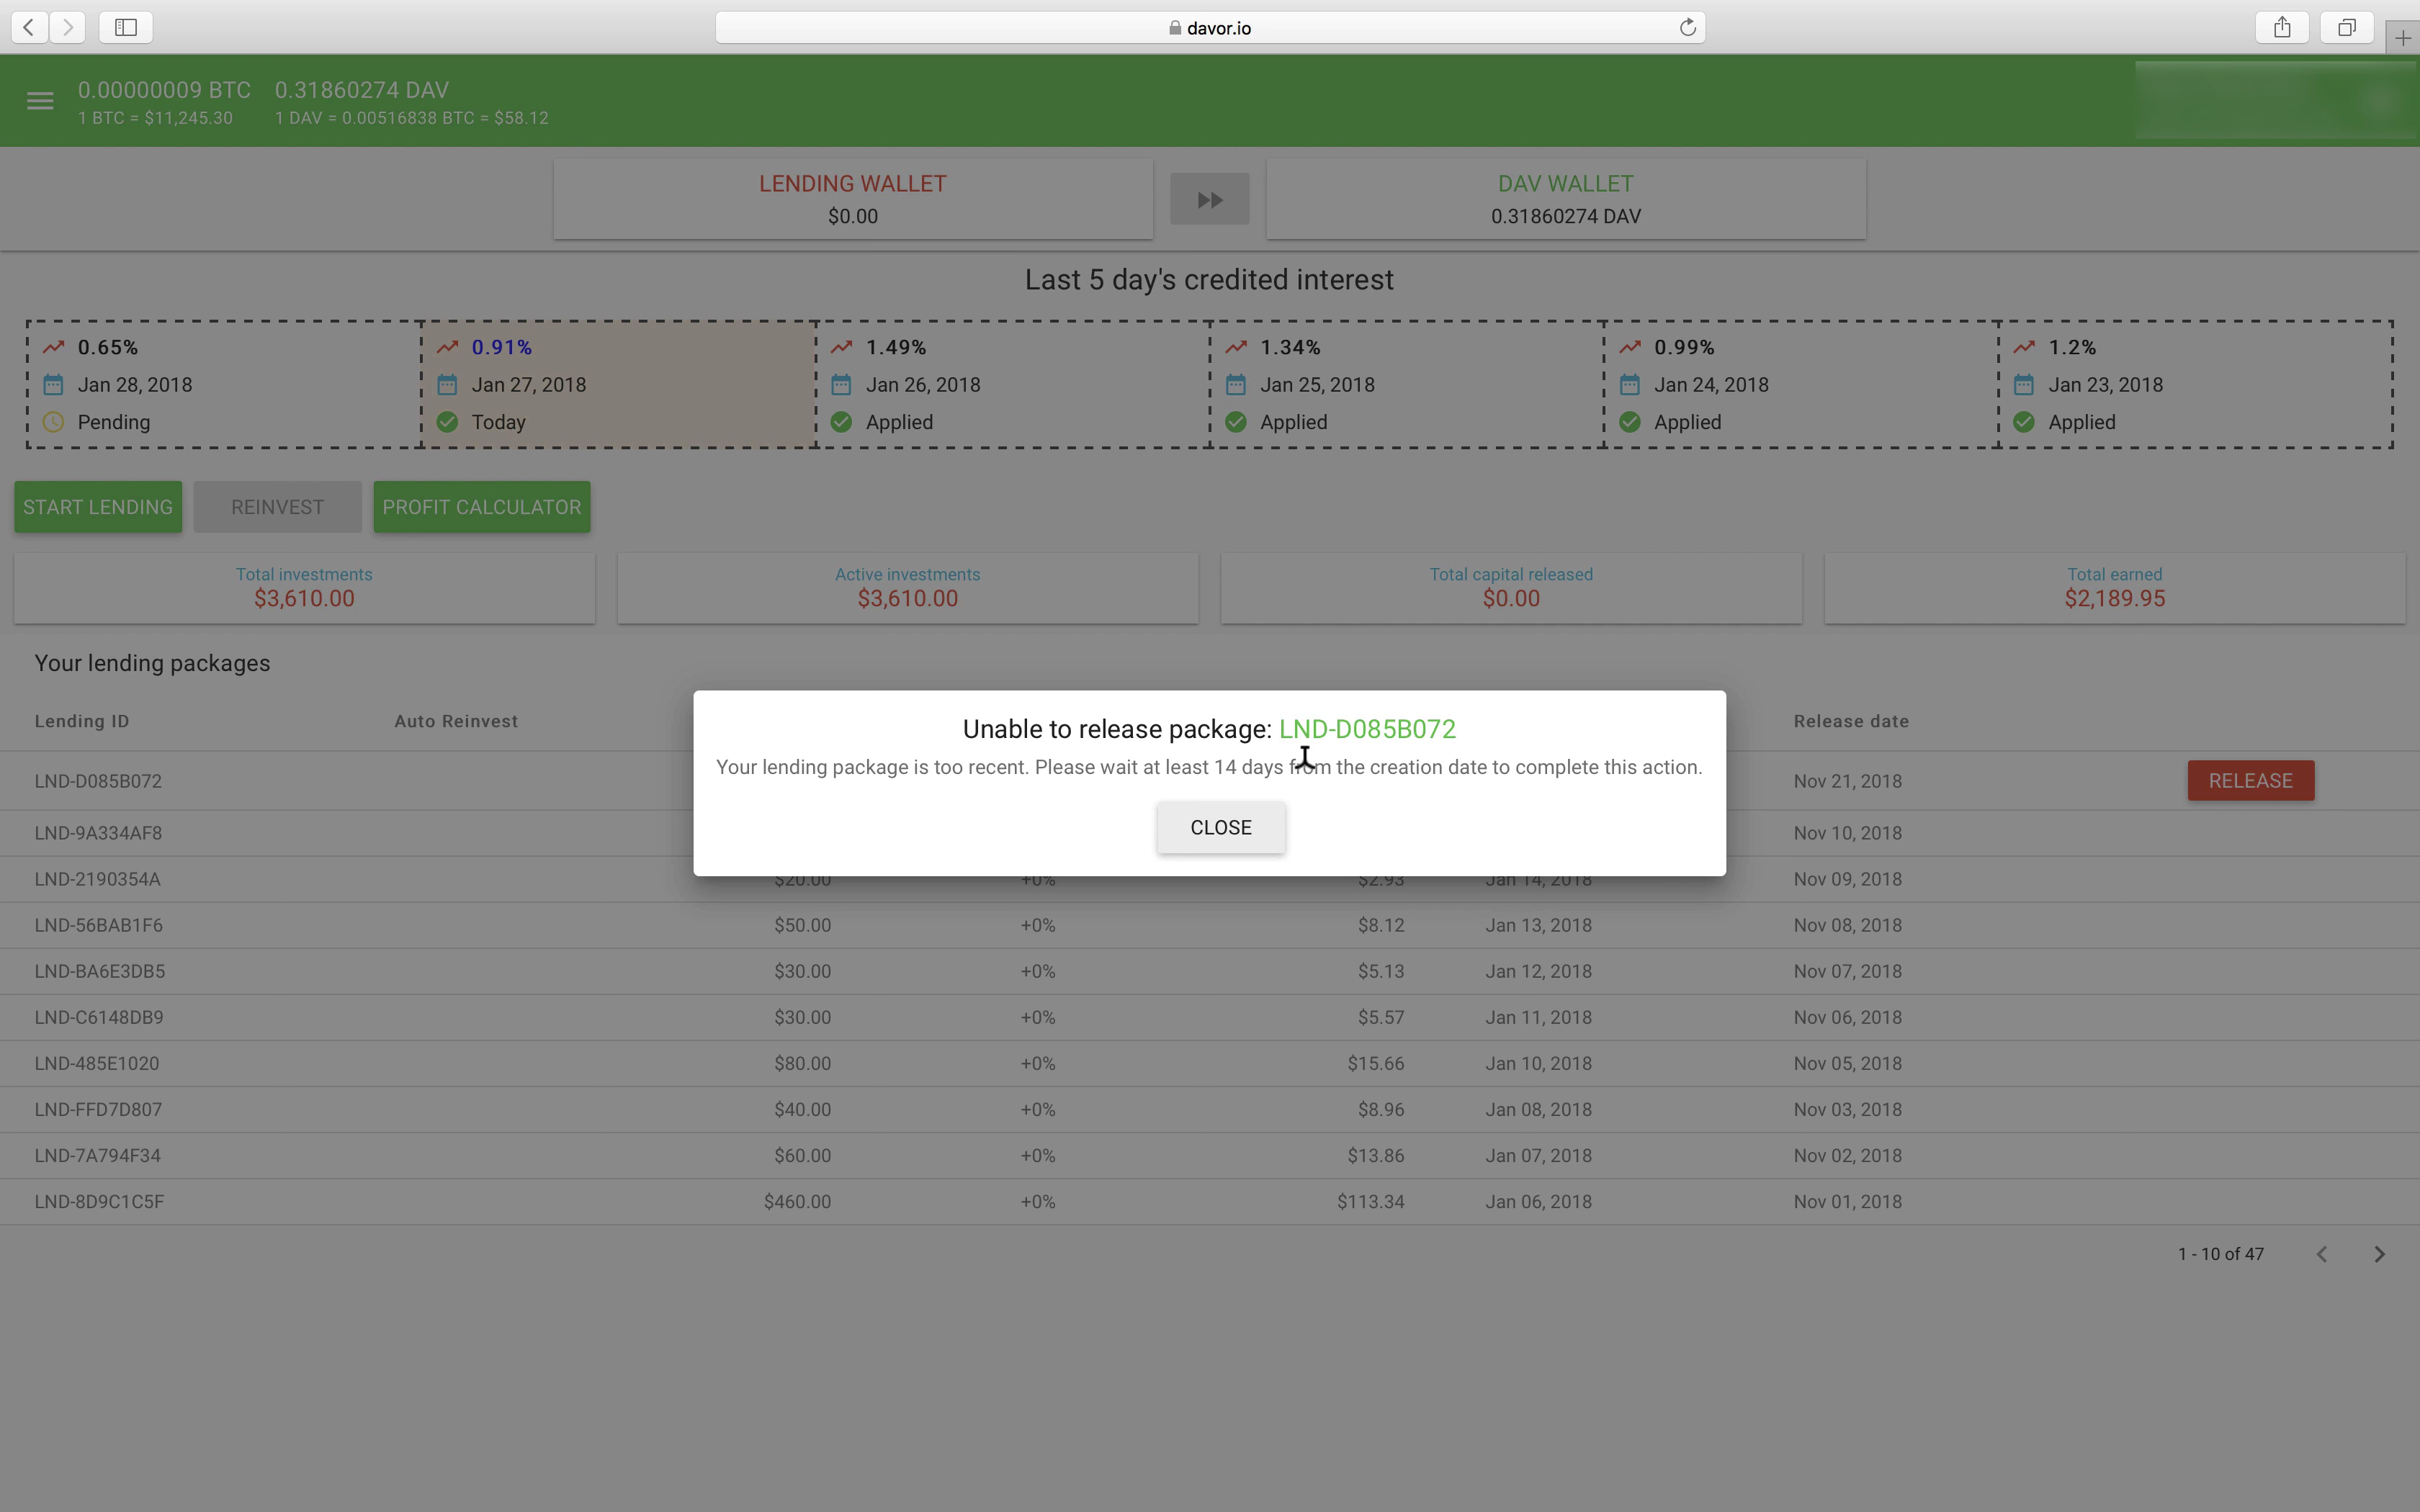 davor.io
0.00000009 BTC 0.31860274 DAV
1 BTC = $11,245.30 1 DAV = 0.00516838 BTC = $58.12
LENDING WALLET
$0.00
DAV WALLET
0.31860274 DAV
Last 5 day's credited interest
0.65% 0.91% 1.49% 1.34% 0.99% 1.2%
Jan 28, 2018 Jan 27, 2018 Jan 26, 2018 Jan 25, 2018 Jan 24, 2018 Jan 23, 2018
Pending Today Applied Applied Applied Applied
START LENDING REINVEST PROFIT CALCULATOR
Total investments Active investments Total capital released Total earned
$3,610.00 $3,610.00 $0.00 $2,189.95
Your lending packages
Lending ID Auto Reinvest Release date
Unable to release package: LND-D085B072
Your lending package is too recent. Please wait at least 14 days from the creation date to complete this action.
CLOSE
LND-D085B072 Nov 21, 2018 RELEASE
LND-9A334AF8 Nov 10, 2018
LND-2190354A $20.00 +0% $2.93 Jan 14, 2018 Nov 09, 2018
LND-56BAB1F6 $50.00 +0% $8.12 Jan 13, 2018 Nov 08, 2018
LND-BA6E3DB5 $30.00 +0% $5.13 Jan 12, 2018 Nov 07, 2018
LND-C6148DB9 $30.00 +0% $5.57 Jan 11, 2018 Nov 06, 2018
LND-485E1020 $80.00 +0% $15.66 Jan 10, 2018 Nov 05, 2018
LND-FFD7D807 $40.00 +0% $8.96 Jan 08, 2018 Nov 03, 2018
LND-7A794F34 $60.00 +0% $13.86 Jan 07, 2018 Nov 02, 2018
LND-8D9C1C5F $460.00 +0% $113.34 Jan 06, 2018 Nov 01, 2018
1 - 10 of 47